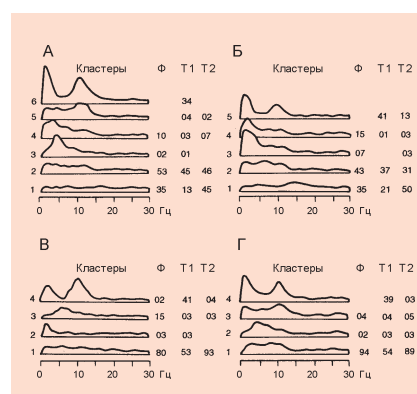 А
Кластеры Ф Т1 Т2
6 34
5 04 02
4 10 03 07
3 02 01
2 53 45 46
1 35 13 45
0 10 20 30 Гц
Б
Кластеры Ф Т1 Т2
5 41 13
4 15 01 03
3 07 03
2 43 37 31
1 35 21 50
0 10 20 30 Гц
В
Кластеры Ф Т1 Т2
4 02 41 04
3 15 03 03
2 03 03
1 80 53 93
0 10 20 30 Гц
Г
Кластеры Ф Т1 Т2
4 39 03
3 04 04 05
2 02 03 03
1 94 54 89
0 10 20 30 Гц